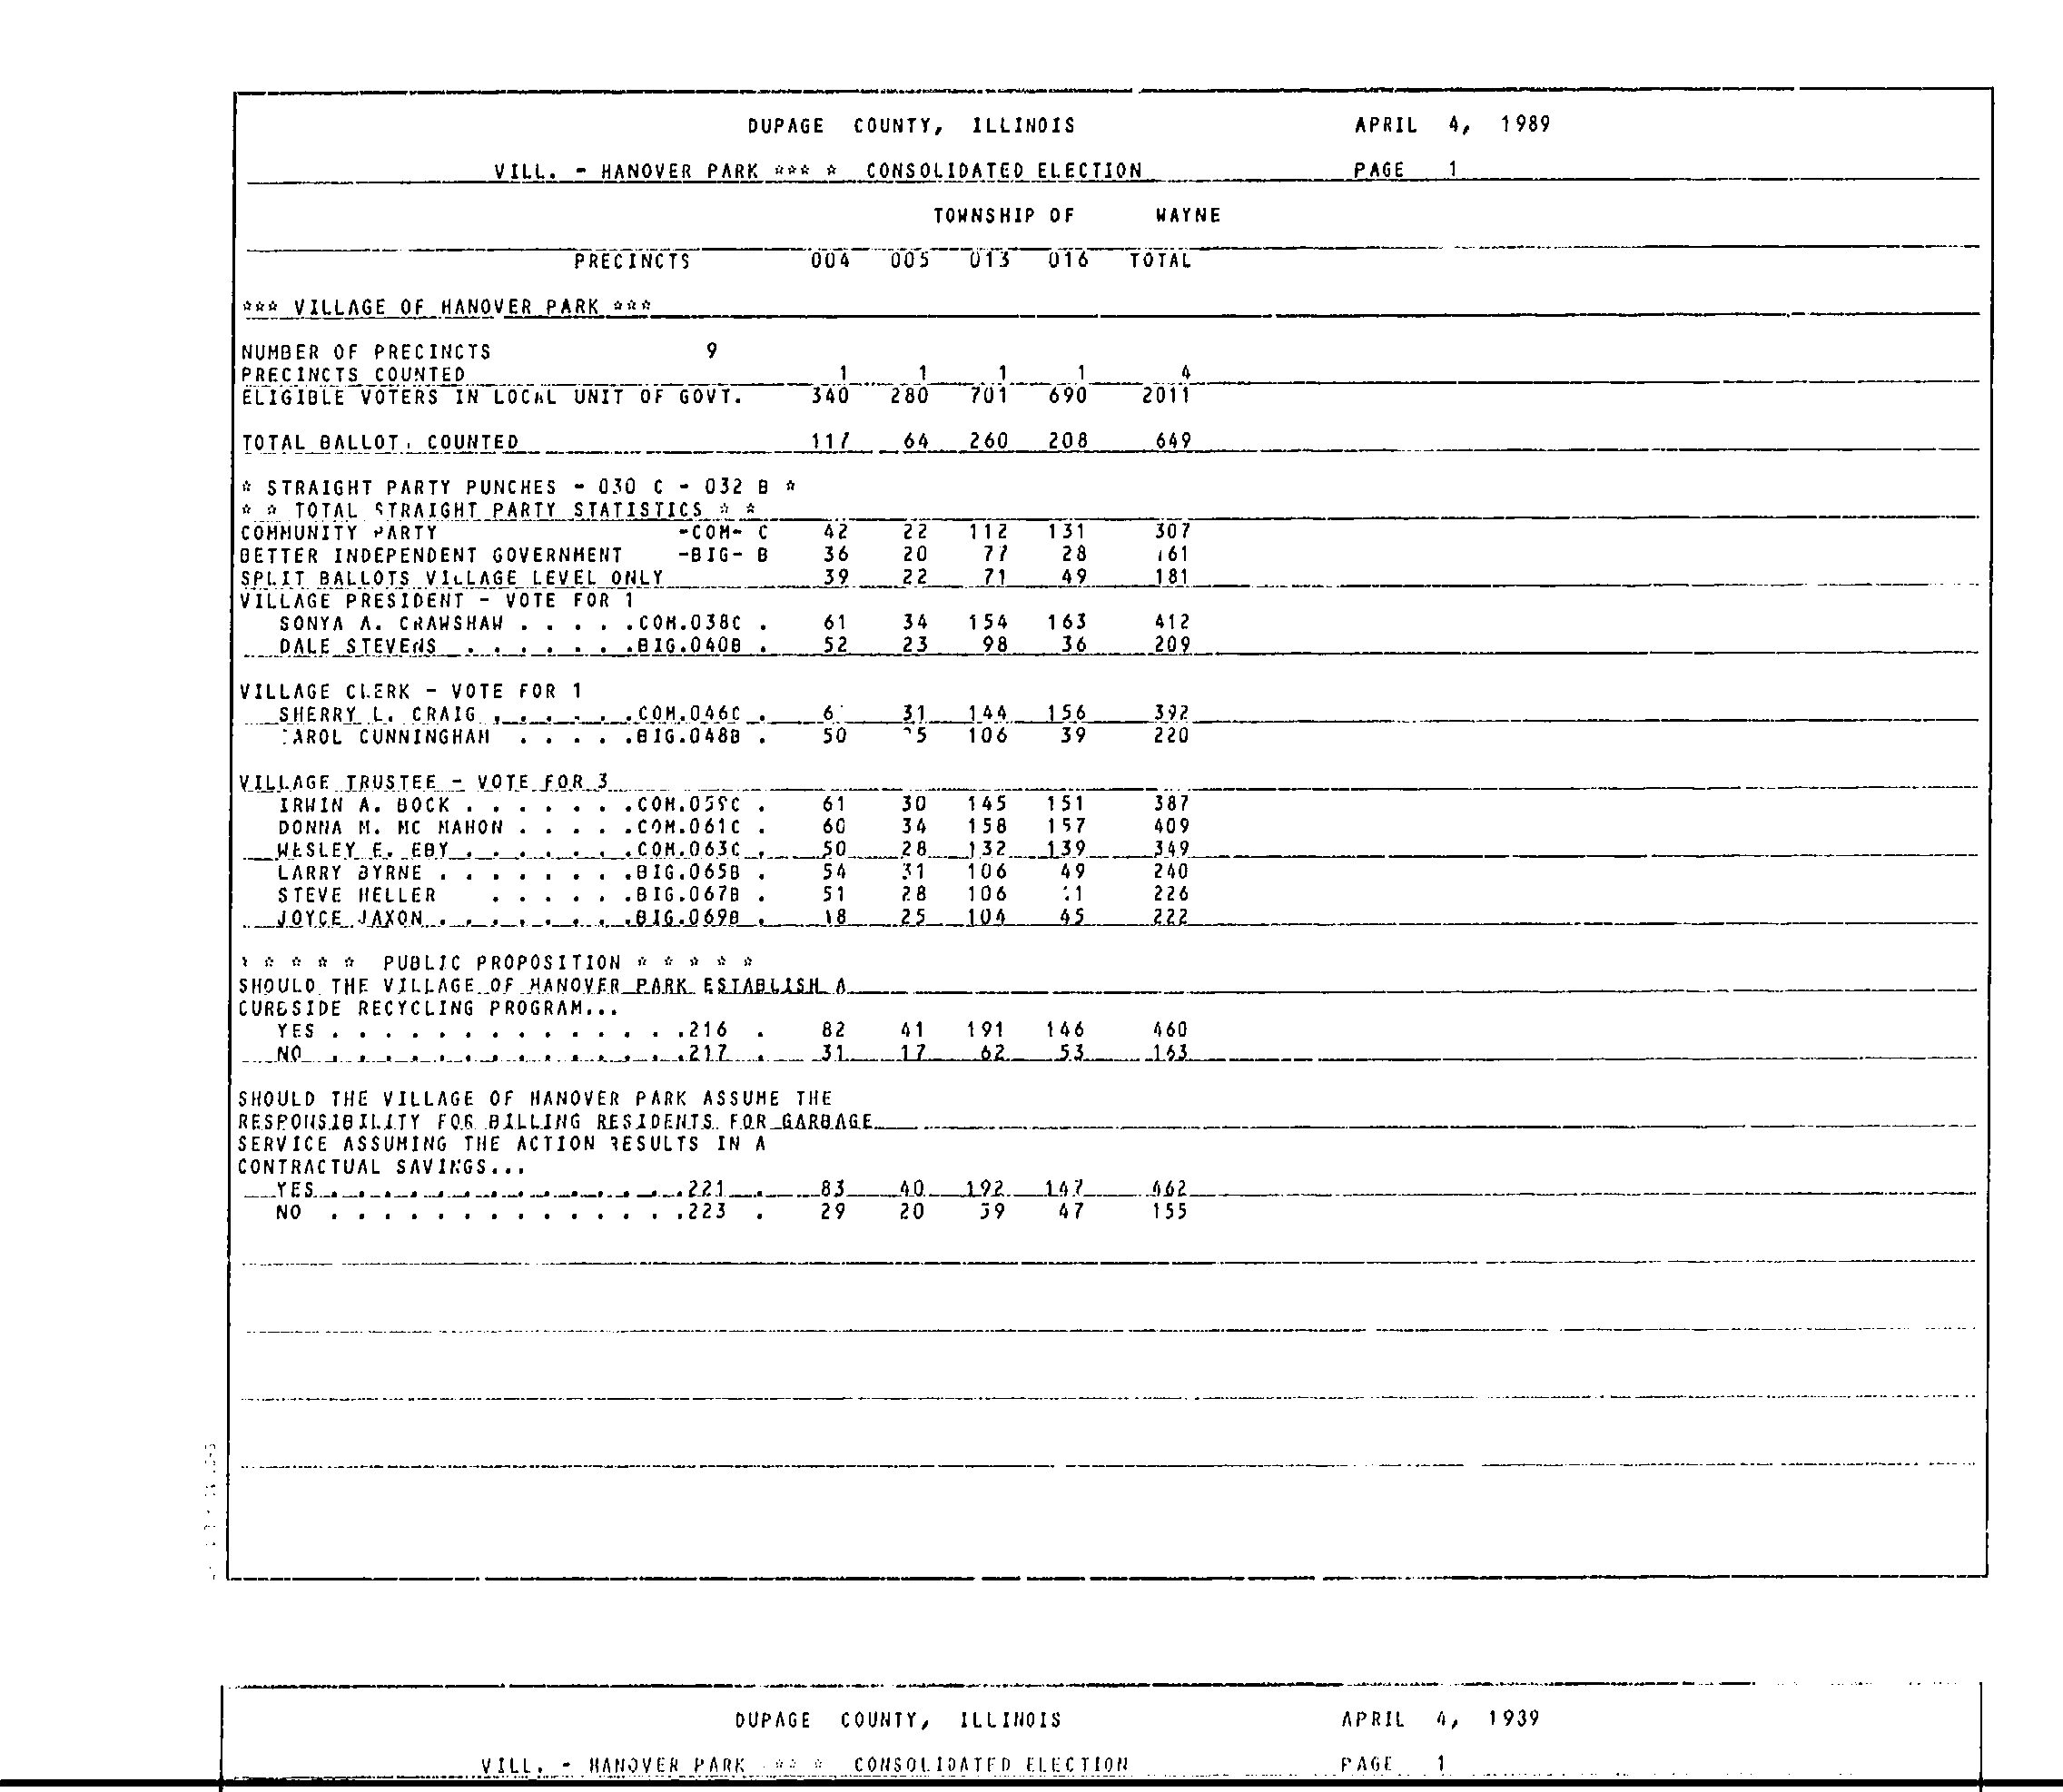 DUPAGE COUNTY, ILLINOIS APRIL 4, 1989
VILL. - HANOVER PARK *** * CONSOLIDATED ELECTION PAGE 1
TOWNSHIP OF WAYNE
PRECINCTS 004 005 013 016 TOTAL
*** VILLAGE OF HANOVER PARK ***
NUMBER OF PRECINCTS 9
PRECINCTS COUNTED 1 1 1 1 4
ELIGIBLE VOTERS IN LOCAL UNIT OF GOVT. 340 280 701 690 2011
TOTAL COUNTED 117 64 260 208 649
* STRAIGHT PARTY PUNCHES - 030 C - 032 B *
* * TOTAL STRAIGHT PARTY STATISTICS * *
COMMUNITY PARTY -COM- C 42 22 112 131 307
BETTER INDEPENDENT GOVERNMENT -BIG- B 36 20 77 28 161
SPLIT BALLOTS VILLAGE LEVEL ONLY 39 22 71 49 181
VILLAGE PRESIDENT - VOTE FOR 1
SONYA A. CRAWSHAW . . . . .COM.038C . 61 34 154 163 412
DALE STEVENS . . . . . . .BIG.040B . 52 23 98 36 209
VILLAGE CLERK - VOTE FOR 1
SHERRY L. CRAIG . . . . . .COM.046C . 31 144 156 392
CAROL CUNNINGHAM . . . . .BIG.048B . 50 106 39 220
VILLAGE TRUSTEE - VOTE FOR 3
IRWIN A. BOCK . . . . . . .COM.059C . 61 30 145 151 387
DONNA M. MC MAHON . . . . .COM.061C . 60 34 158 157 409
WESLEY E. EBY . . . . . . .COM.063C . 50 28 132 139 349
LARRY BYRNE . . . . . . . .BIG.065B . 54 31 106 49 240
STEVE HELLER . . . . . .BIG.067B . 51 28 106 226
JOYCE JAXON . . . . . . . .BIG.069B . 25 104 45 222
* * * * * PUBLIC PROPOSITION * * * * *
SHOULD THE VILLAGE OF HANOVER PARK ESTABLISH A
CURBSIDE RECYCLING PROGRAM...
YES . . . . . . . . . . . . . .216 . 82 41 191 146 460
NO . . . . . . . . . . . . . .217 . 31 17 62 53 163
SHOULD THE VILLAGE OF HANOVER PARK ASSUME THE
RESPONSIBILITY FOR BILLING RESIDENTS FOR GARBAGE
SERVICE ASSUMING THE ACTION RESULTS IN A
CONTRACTUAL SAVINGS...
YES . . . . . . . . . . . . . .221 . 83 40 192 147 462
NO . . . . . . . . . . . . . .223 . 29 20 59 47 155
DUPAGE COUNTY, ILLINOIS APRIL 4, 1989
VILL. - HANOVER PARK *** * CONSOLIDATED ELECTION PAGE 1